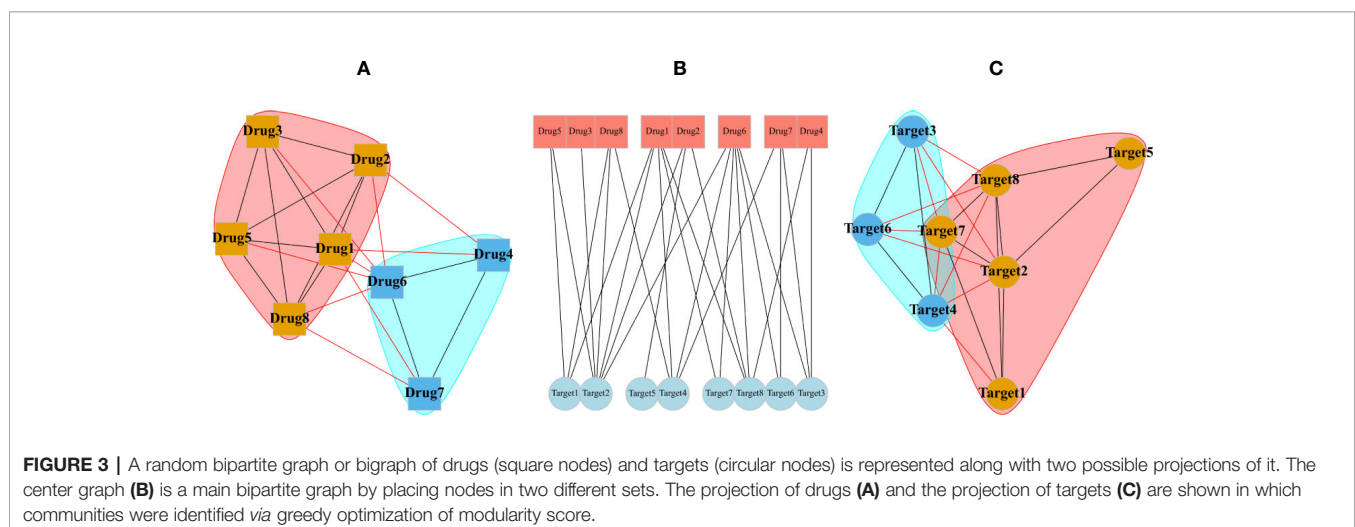 A B C
Drug3
Drug2
Drug5
Drug1
Drug4
Drug6
Drug8
Drug7
Drug5 Drug3 Drug8 Drug1 Drug2 Drug6 Drug7 Drug4
Target1 Target2 Target5 Target4 Target7 Target8 Target6 Target3
Target3
Target5
Target8
Target6
Target7
Target2
Target4
Target1
FIGURE 3 | A random bipartite graph or bigraph of drugs (square nodes) and targets (circular nodes) is represented along with two possible projections of it. The
center graph (B) is a main bipartite graph by placing nodes in two different sets. The projection of drugs (A) and the projection of targets (C) are shown in which
communities were identified via greedy optimization of modularity score.